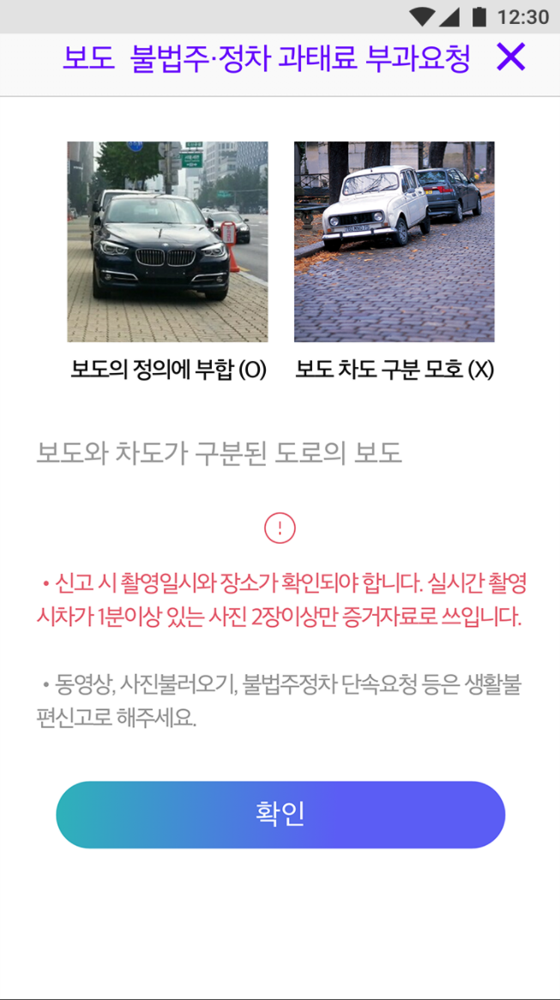 12:30
보도 불법주·정차 과태료 부과요청
보도의 정의에 부합 (O)
보도 차도 구분 모호 (X)
보도와 차도가 구분된 도로의 보도
• 신고 시 촬영일시와 장소가 확인되야 합니다. 실시간 촬영
시차가 1분이상 있는 사진 2장이상만 증거자료로 쓰입니다.
• 동영상, 사진불러오기, 불법주정차 단속요청 등은 생활불
편신고로 해주세요.
확인